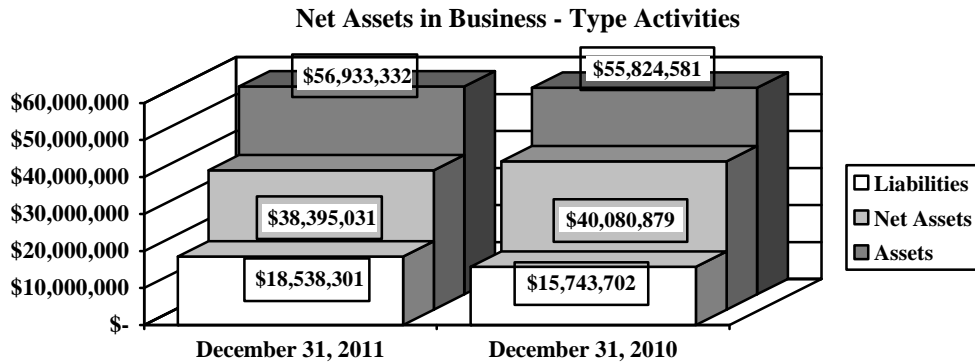 Net Assets in Business - Type Activities
$60,000,000
$50,000,000
$40,000,000
$30,000,000
$20,000,000
$10,000,000
$-
$56,933,332
$55,824,581
$38,395,031
$40,080,879
$18,538,301
$15,743,702
December 31, 2011
December 31, 2010
Liabilities
Net Assets
Assets